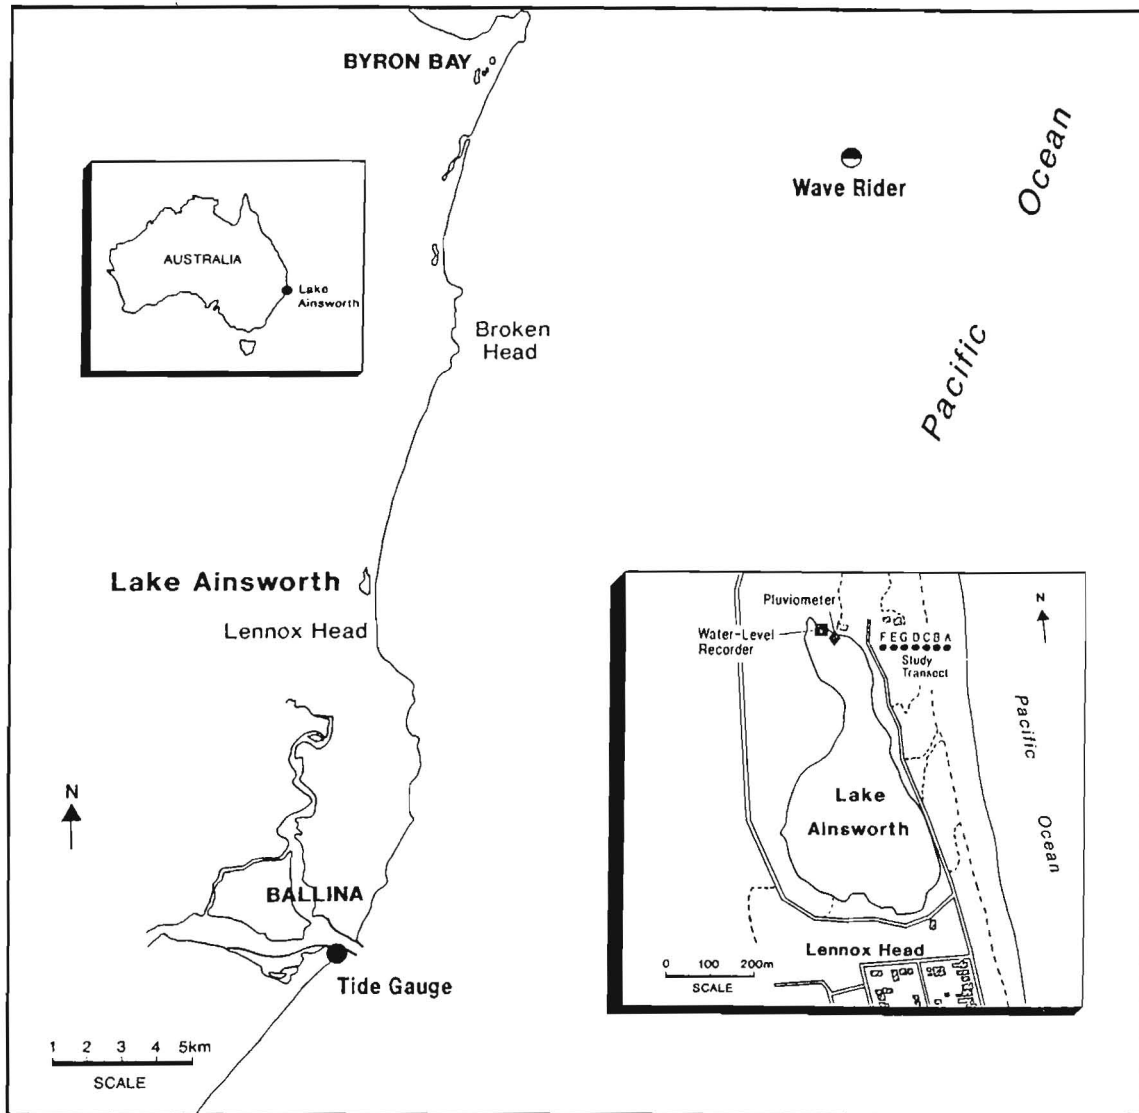 BYRON BAY
Wave Rider
Ocean
Pacific
AUSTRALIA
Lake
Ainsworth
Broken
Head
Lake Ainsworth
Lennox Head
N
BALLINA
Tide Gauge
1 2 3 4 5km
SCALE
Pluviometer
Water-Level
Recorder
N
F E G D C B A
Study
Transect
Pacific
Ocean
Lake
Ainsworth
Lennox Head
0 100 200m
SCALE